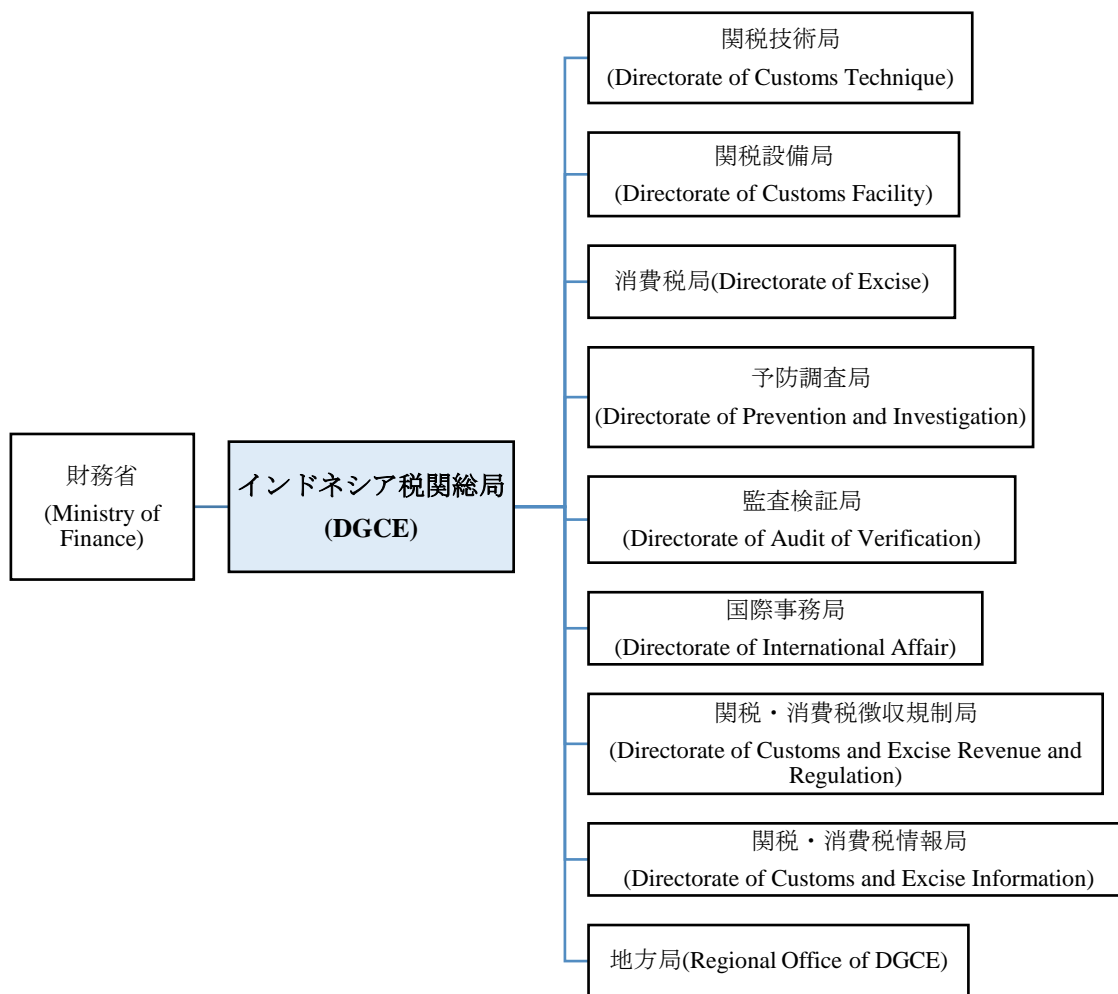 財務省
(Ministry of
Finance)
インドネシア税関総局
(DGCE)
関税技術局
(Directorate of Customs Technique)
関税設備局
(Directorate of Customs Facility)
消費税局(Directorate of Excise)
予防調査局
(Directorate of Prevention and Investigation)
監査検証局
(Directorate of Audit of Verification)
国際事務局
(Directorate of International Affair)
関税・消費税徴収規制局
(Directorate of Customs and Excise Revenue and
Regulation)
関税・消費税情報局
(Directorate of Customs and Excise Information)
地方局(Regional Office of DGCE)